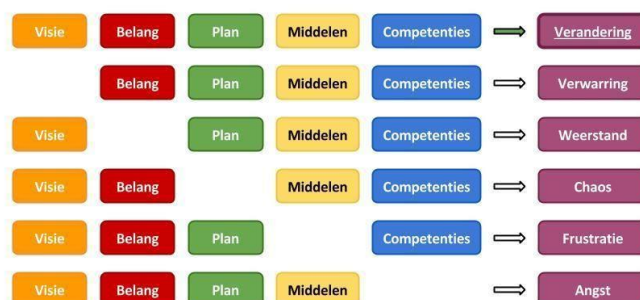 Visie Belang Plan Middelen Competenties Verandering
Belang Plan Middelen Competenties Verwarring
Visie Plan Middelen Competenties Weerstand
Visie Belang Middelen Competenties Chaos
Visie Belang Plan Competenties Frustratie
Visie Belang Plan Middelen Angst